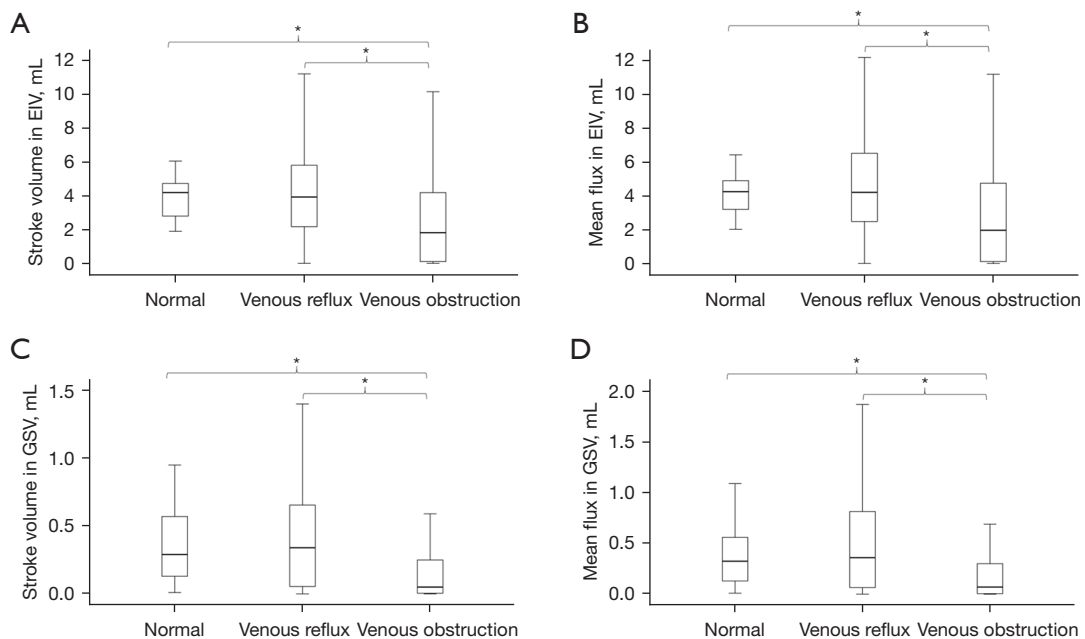 A
*
*
Stroke volume in EIV, mL
12
10
8
6
4
2
0
Normal
Venous reflux
Venous obstruction
B
*
*
Mean flux in EIV, mL
12
10
8
6
4
2
0
Normal
Venous reflux
Venous obstruction
C
*
*
Stroke volume in GSV, mL
1.5
1.0
0.5
0.0
Normal
Venous reflux
Venous obstruction
D
*
*
Mean flux in GSV, mL
2.0
1.5
1.0
0.5
0.0
Normal
Venous reflux
Venous obstruction